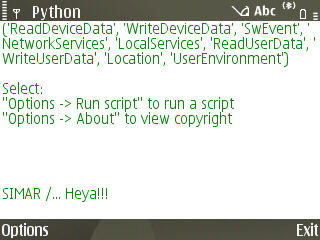 Python
Abc
('ReadDeviceData', 'WriteDeviceData', 'SwEvent', '
NetworkServices', 'LocalServices', 'ReadUserData', '
WriteUserData', 'Location', 'UserEnvironment')
Select:
"Options -> Run script" to run a script
"Options -> About" to view copyright
SIMAR /... Heya!!!
Options
Exit